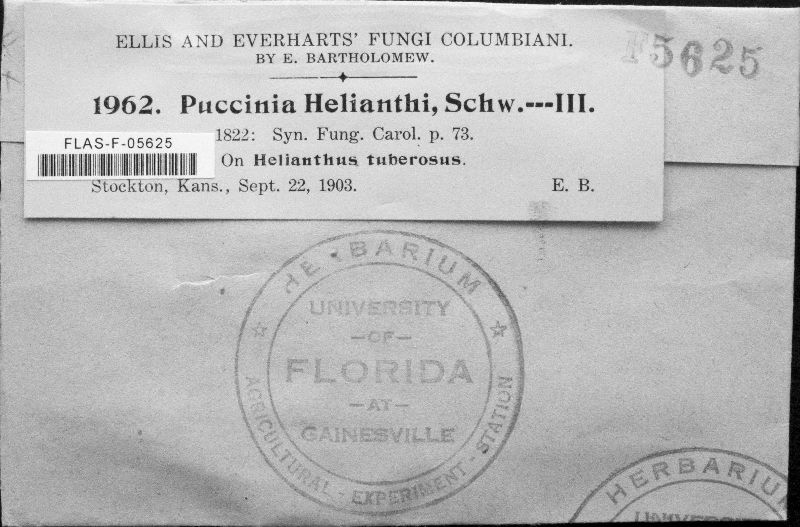 ELLIS AND EVERHARTS' FUNGI COLUMBIANI.
BY E. BARTHOLOMEW.
F5625
1962. Puccinia Helianthi, Schw.---III.
1822: Syn. Fung. Carol. p. 73.
FLAS-F-05625
On Helianthus tuberosus.
Stockton, Kans., Sept. 22, 1903. E. B.
HERBARIUM
UNIVERSITY
—OF—
FLORIDA
—AT—
GAINESVILLE
AGRICULTURAL - EXPERIMENT - STATION
HERBARIUM